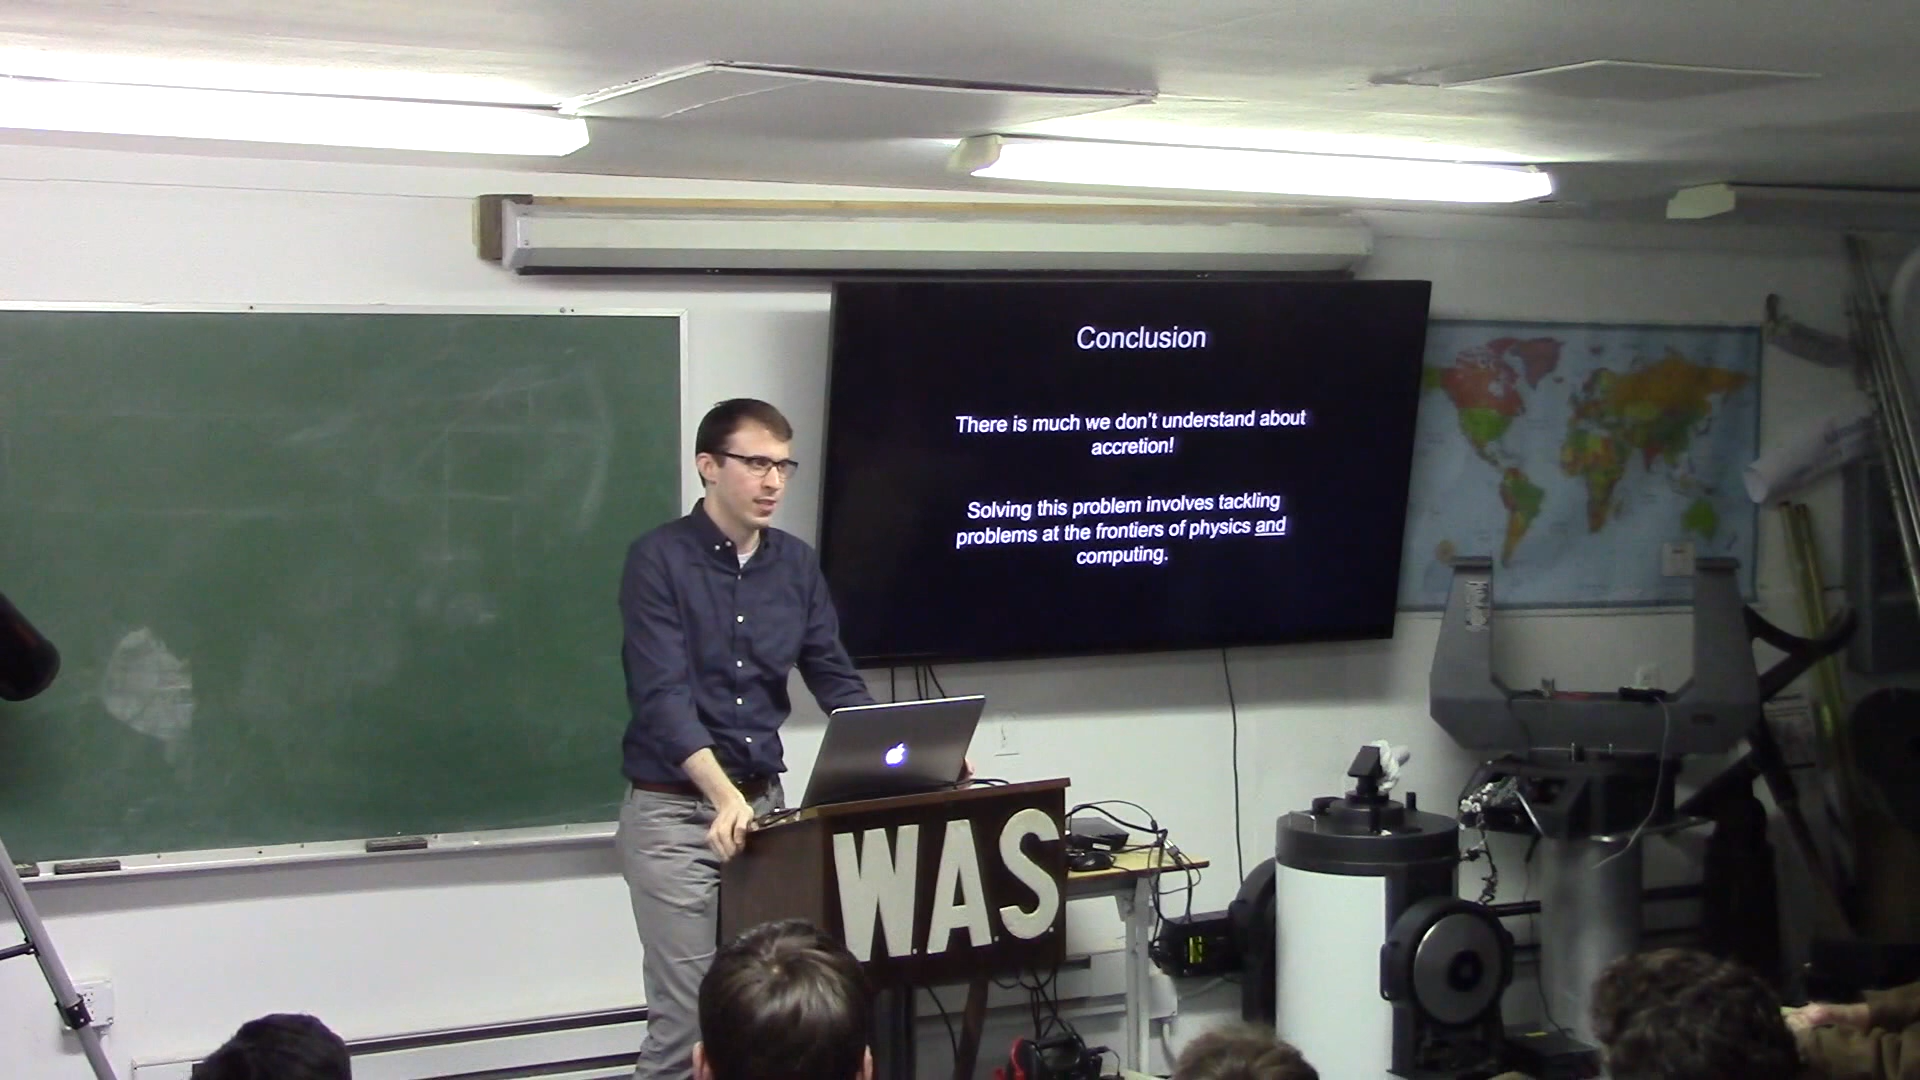 Conclusion
There is much we don't understand about
accretion!
Solving this problem involves tackling
problems at the frontiers of physics and
computing.
W.A.S.